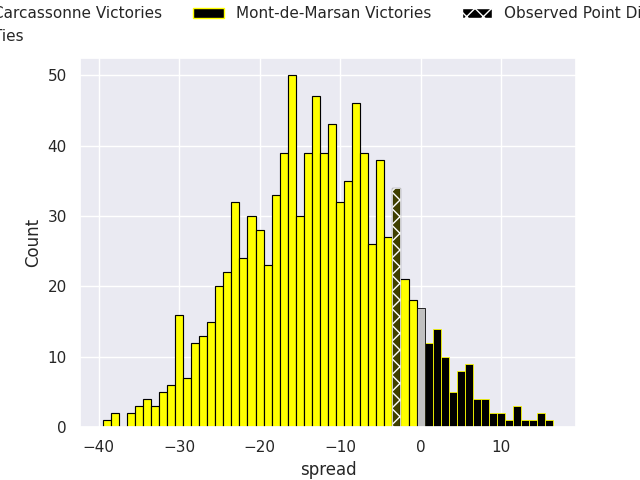 Carcassonne Victories Mont-de-Marsan Victories Observed Point Di
Ties
50
40
30
20
10
0
Count
−40 −30 −20 −10 0 10
spread